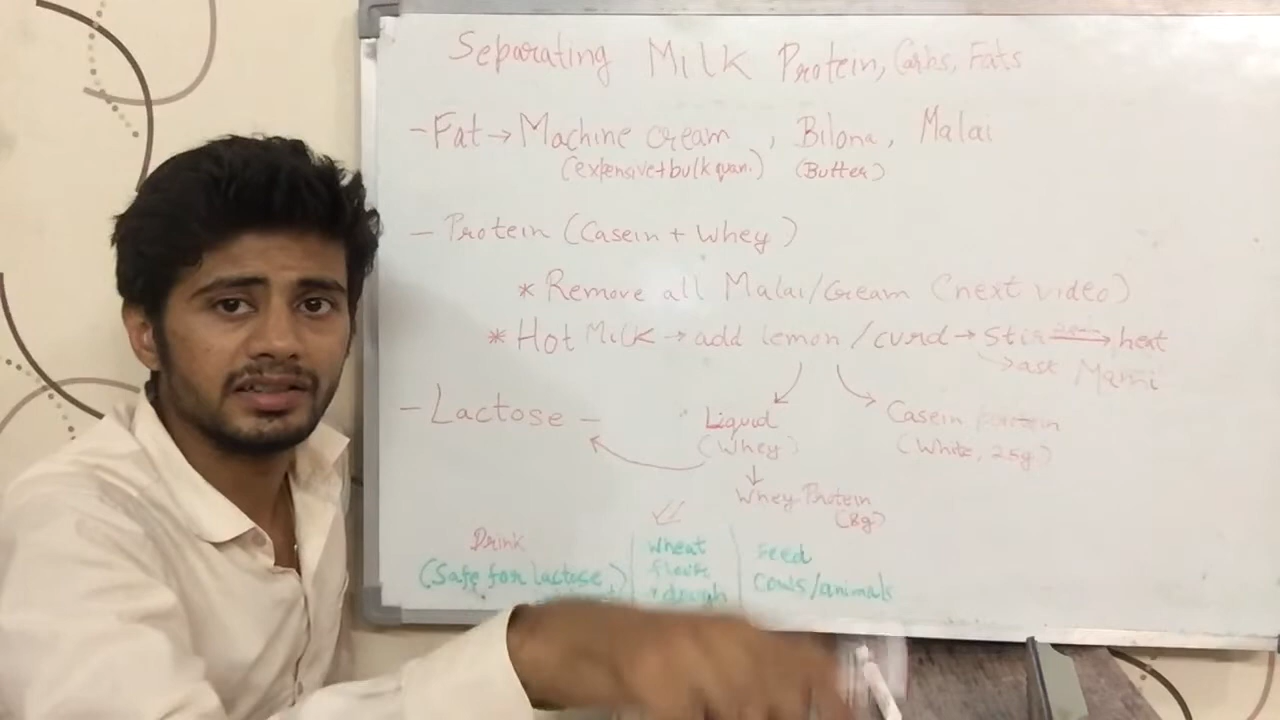 Separating Milk Protein, Carbs, Fats
- Fat → Machine cream, Bilona, Malai
(expensive + bulk quan.) (Butter)
- Protein (Casein + Whey)
* Remove all Malai/Cream (next video)
* Hot Milk → add lemon / curd → Stir → heat
→ ask Mami
- Lactose -
Liquid
(Whey)
Casein protein
(White, 25g)
Whey Protein
(8g)
Drink
(Safe for lactose
wheat
flour
dough
Feed
Cows/animals